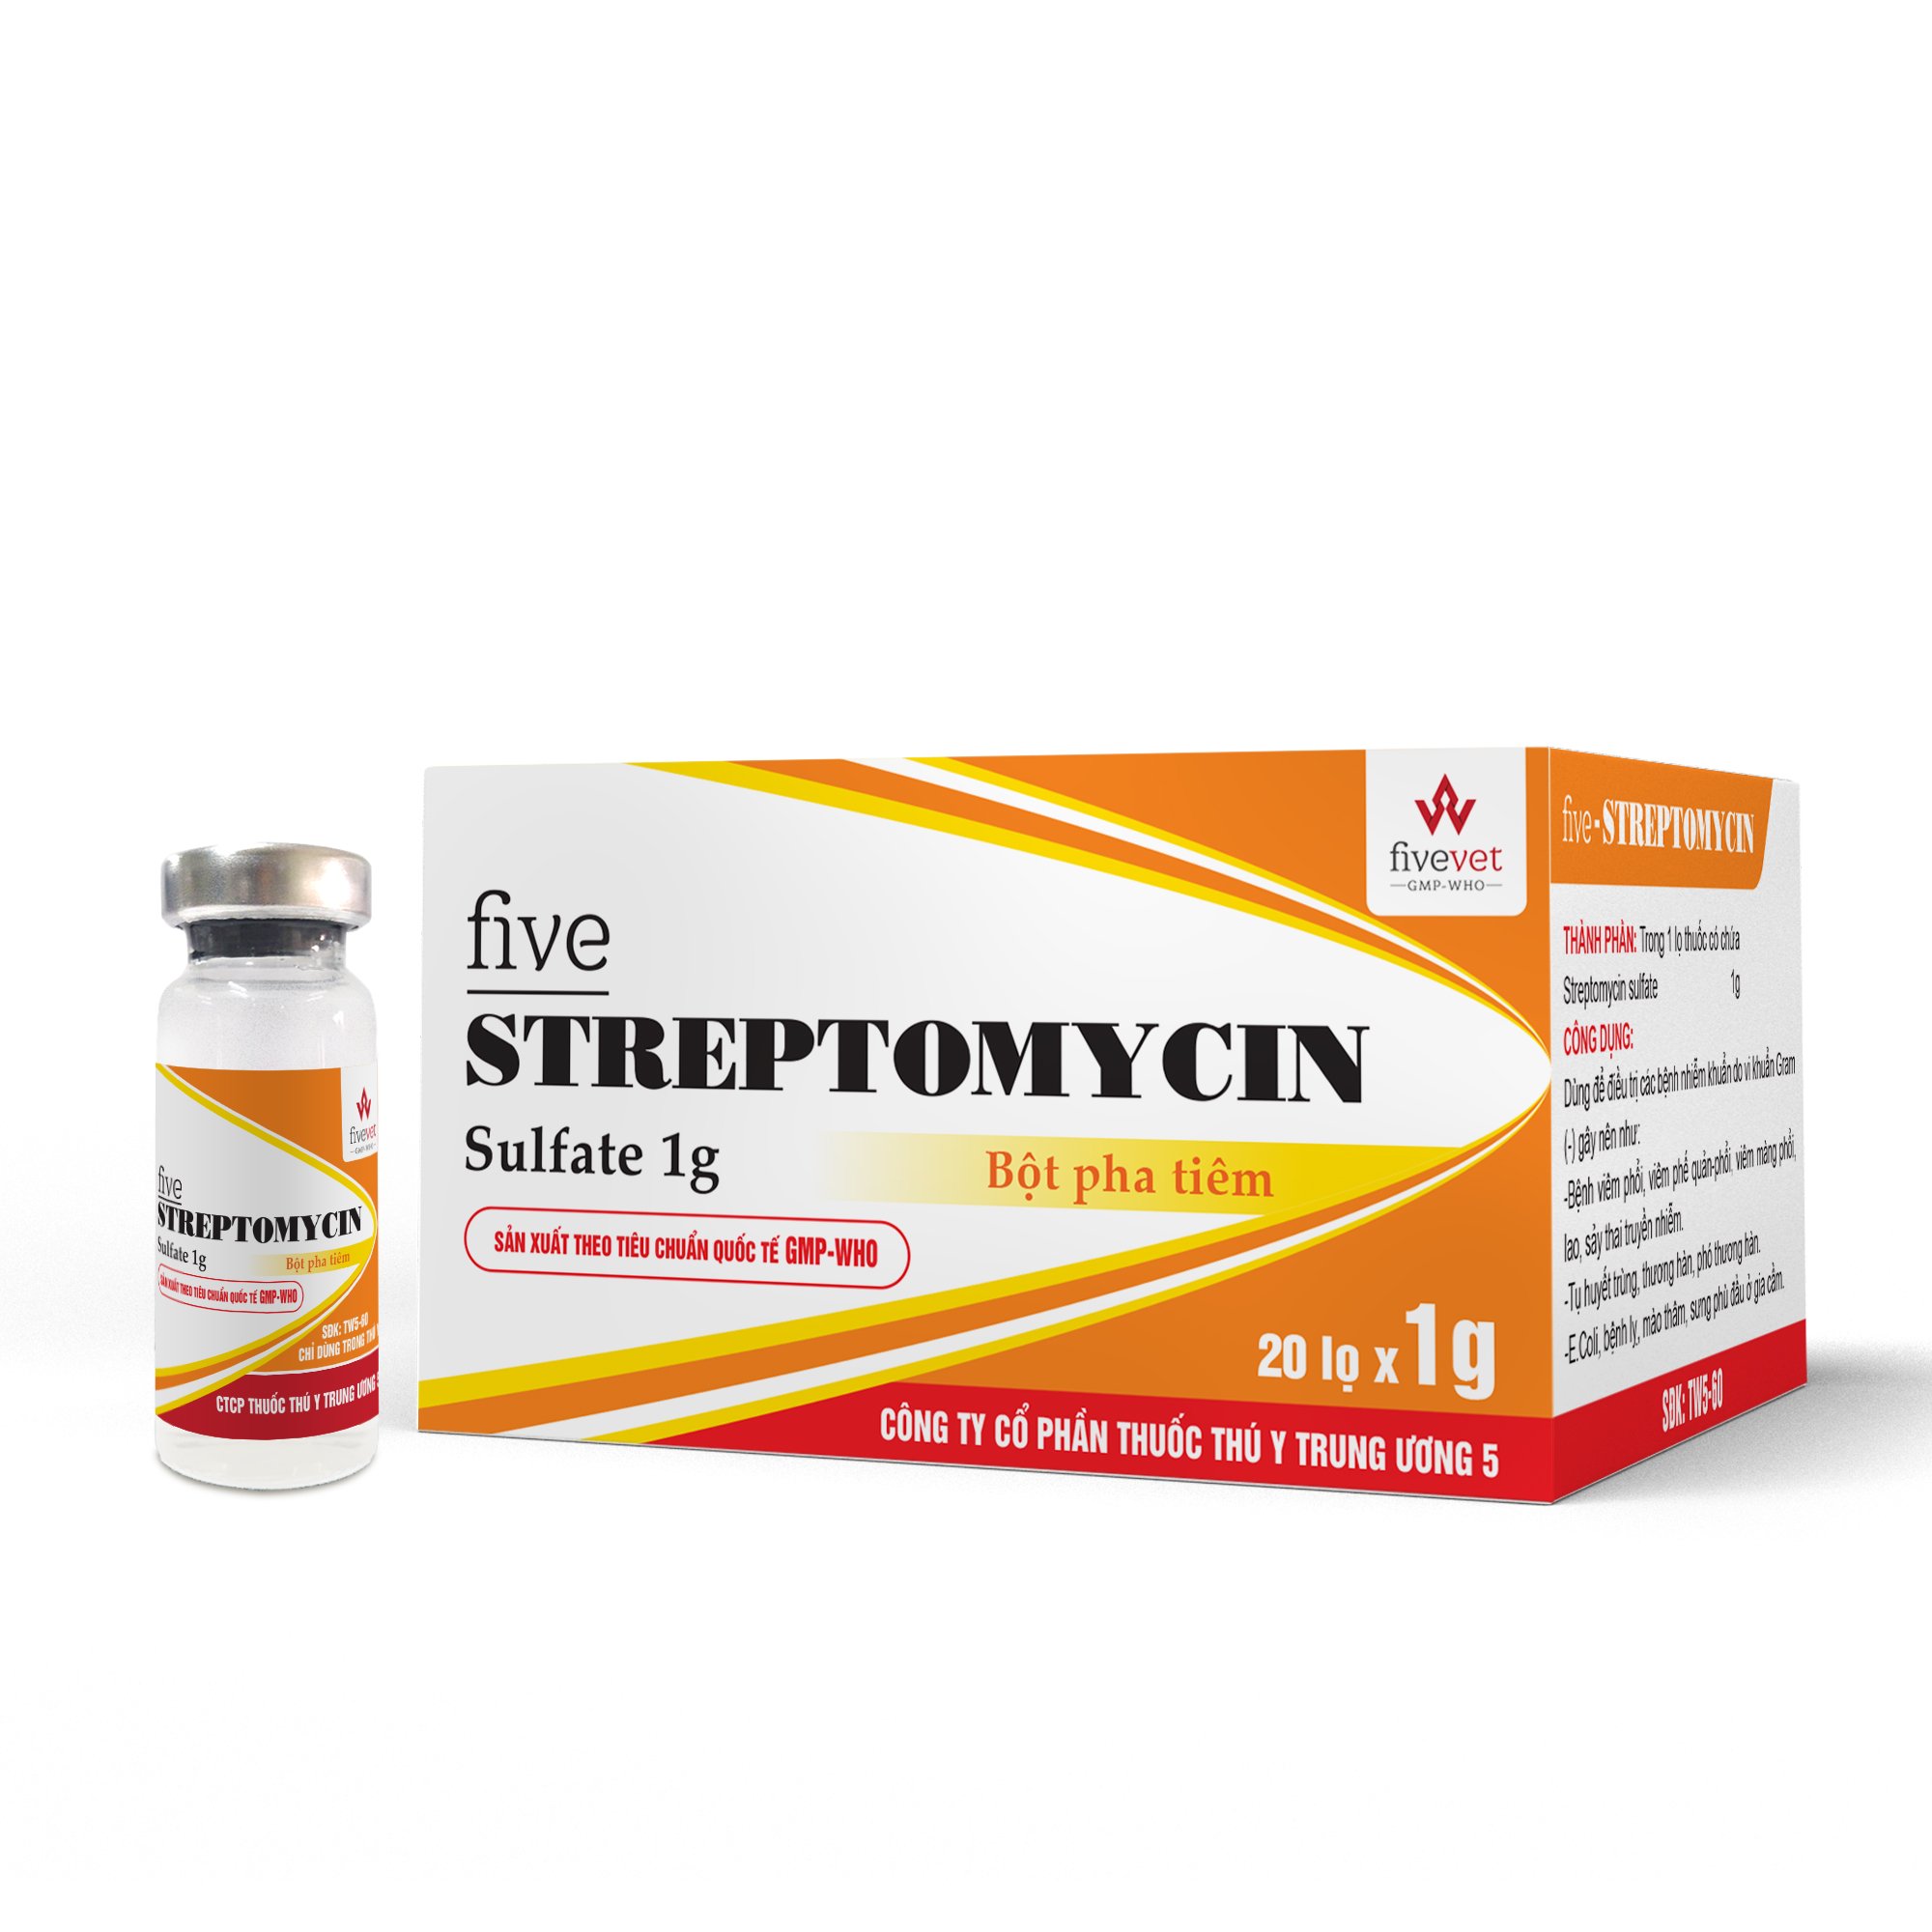 five
STREPTOMYCIN
Sulfate 1g
Bột pha tiêm
SẢN XUẤT THEO TIÊU CHUẨN QUỐC TẾ GMP-WHO
20 lọ x 1g
CÔNG TY CỔ PHẦN THUỐC THÚ Y TRUNG ƯƠNG 5
fivevet
GMP-WHO
five-STREPTOMYCIN
THÀNH PHẦN: Trong 1 lọ thuốc có chứa
Streptomycin sulfate 1g
CÔNG DỤNG:
Dùng để điều trị các bệnh nhiễm khuẩn do vi khuẩn Gram
(-) gây nên như:
-Bệnh viêm phổi, viêm phế quản-phổi, viêm màng phổi,
lao, sảy thai truyền nhiễm.
-Tụ huyết trùng, thương hàn, phó thương hàn.
-E.Coli, bệnh lỵ, mào thâm, sưng phù đầu ở gia cầm.
SĐK: TW5-60
fivevet
GMP-WHO
five
STREPTOMYCIN
Sulfate 1g
Bột pha tiêm
SẢN XUẤT THEO TIÊU CHUẨN QUỐC TẾ GMP-WHO
SĐK: TW5-60
CHỈ DÙNG TRONG THÚ
CTCP THUỐC THÚ Y TRUNG ƯƠNG 5